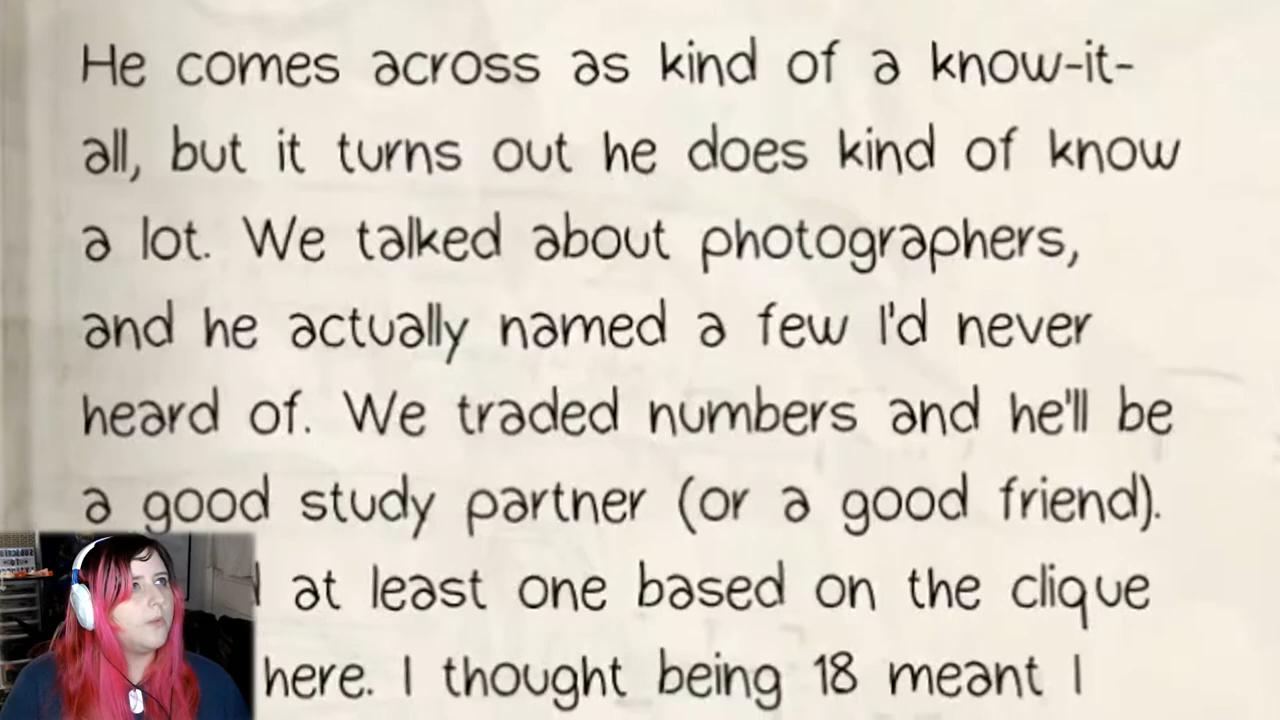 He comes across as kind of a know-it-
all, but it turns out he does kind of know
a lot. We talked about photographers,
and he actually named a few I'd never
heard of. We traded numbers and he'll be
a good study partner (or a good friend).
at least one based on the clique
here. I thought being 18 meant I